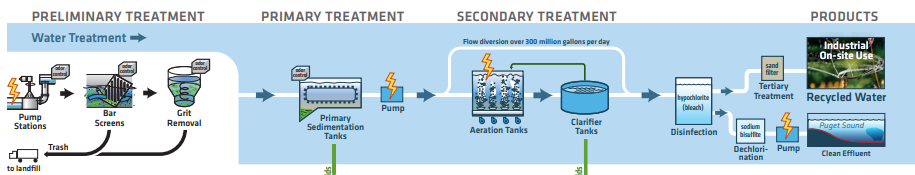 PRELIMINARY TREATMENT
PRIMARY TREATMENT
SECONDARY TREATMENT
PRODUCTS
Water Treatment
Flow diversion over 300 million gallons per day
odor
control
odor
control
odor
control
odor
control
Pump
Stations
Bar
Screens
Grit
Removal
Trash
to landfill
Primary
Sedimentation
Tanks
Pump
Aeration Tanks
Clarifier
Tanks
hypochlorite
(bleach)
Disinfection
sand
filter
Tertiary
Treatment
Industrial
On-site Use
Recycled Water
sodium
bisulfite
Dechlori-
nation
Pump
Puget Sound
Clean Effluent